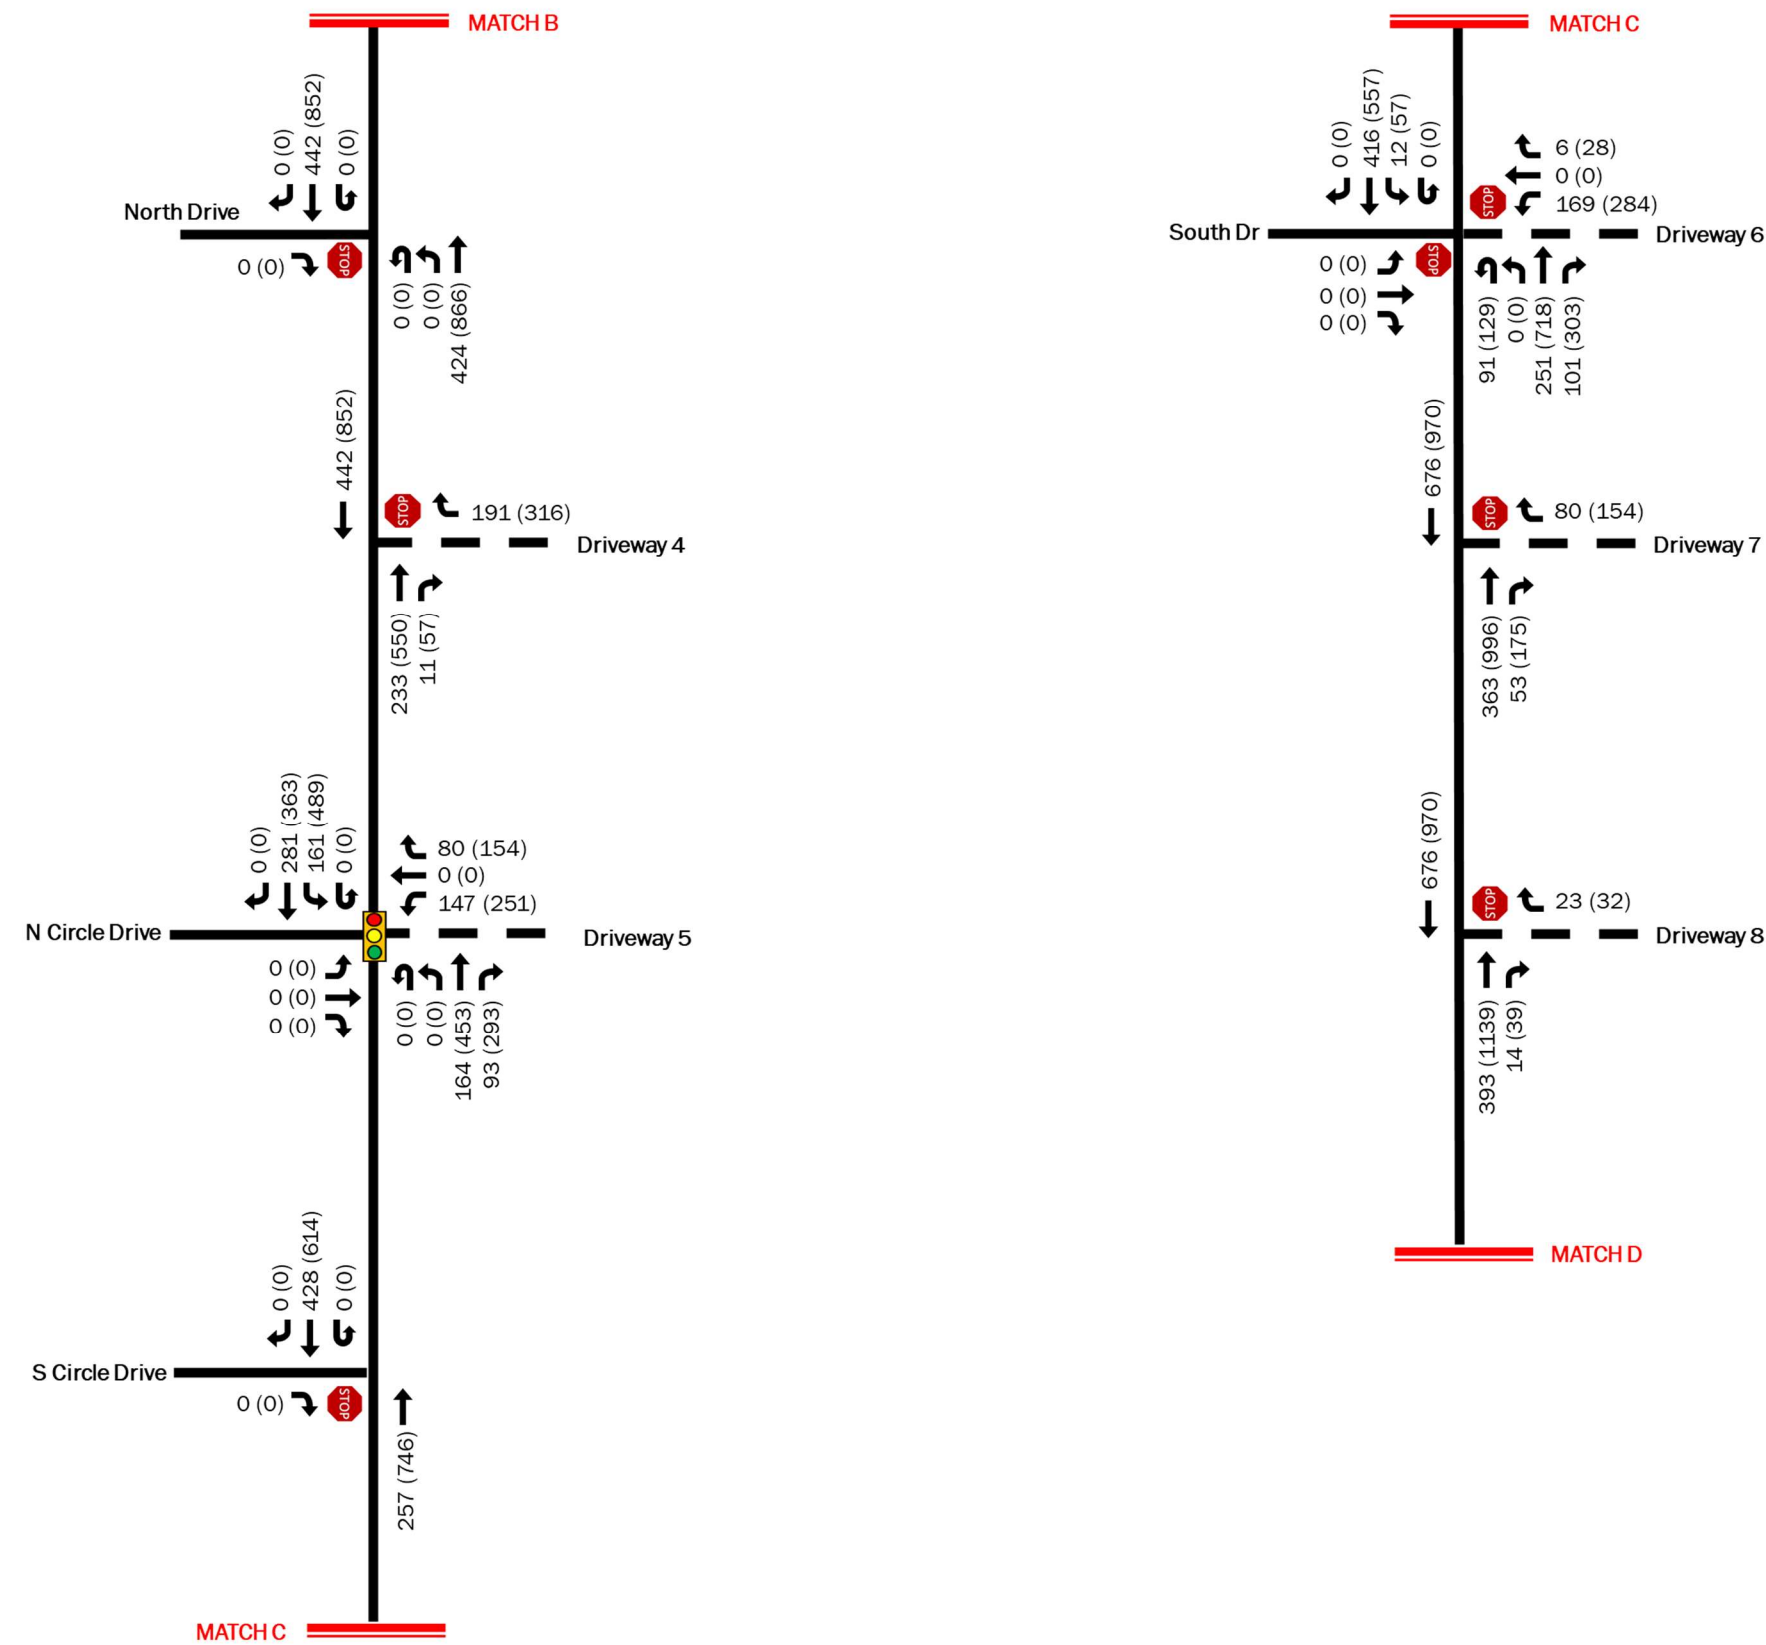 MATCH B
0 (0)
442 (852)
0 (0)
North Drive
0 (0)
STOP
0 (0)
0 (0)
424 (866)
442 (852)
STOP
191 (316)
Driveway 4
233 (550)
11 (57)
0 (0)
281 (363)
161 (489)
0 (0)
80 (154)
0 (0)
147 (251)
N Circle Drive
Driveway 5
0 (0)
0 (0)
0 (0)
0 (0)
0 (0)
164 (453)
93 (293)
0 (0)
428 (614)
0 (0)
S Circle Drive
0 (0)
STOP
257 (746)
MATCH C
MATCH C
0 (0)
416 (557)
12 (57)
0 (0)
6 (28)
0 (0)
STOP
169 (284)
South Dr
Driveway 6
0 (0)
STOP
0 (0)
0 (0)
91 (129)
0 (0)
251 (718)
101 (303)
676 (970)
STOP
80 (154)
Driveway 7
363 (996)
53 (175)
676 (970)
STOP
23 (32)
Driveway 8
393 (1139)
14 (39)
MATCH D